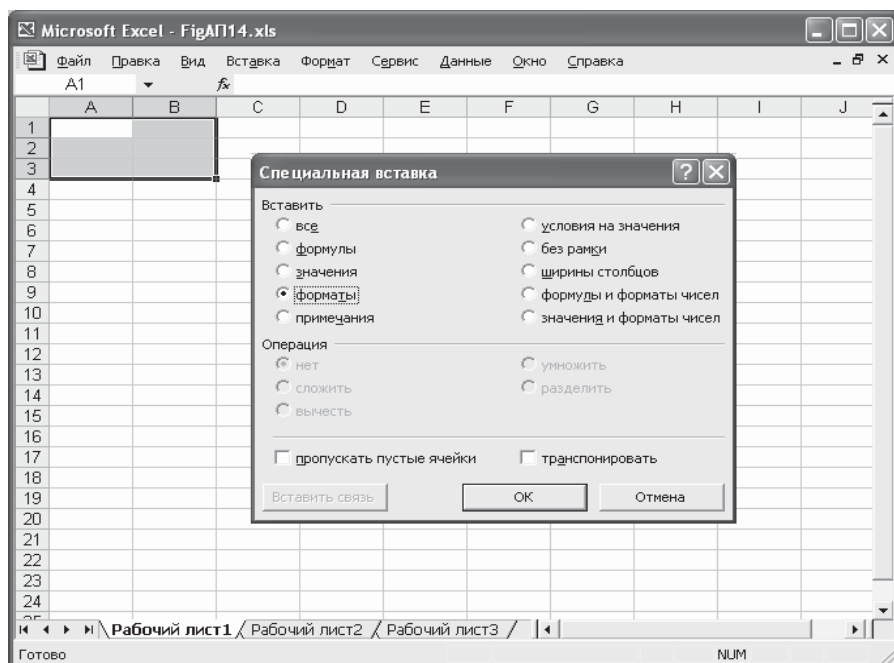 Microsoft Excel - FigАП14.xls
Файл Правка Вид Вставка Формат Сервис Данные Окно Справка
A1 fx
A B C D E F G H I J
1
2
3
4
5
6
7
8
9
10
11
12
13
14
15
16
17
18
19
20
21
22
23
24
Специальная вставка
Вставить
все условия на значения
формулы без рамки
значения ширины столбцов
форматы формулы и форматы чисел
примечания значения и форматы чисел
Операция
нет умножить
сложить разделить
вычесть
пропускать пустые ячейки транспонировать
Вставить связь ОК Отмена
Рабочий лист1 Рабочий лист2 Рабочий лист3
Готово NUM